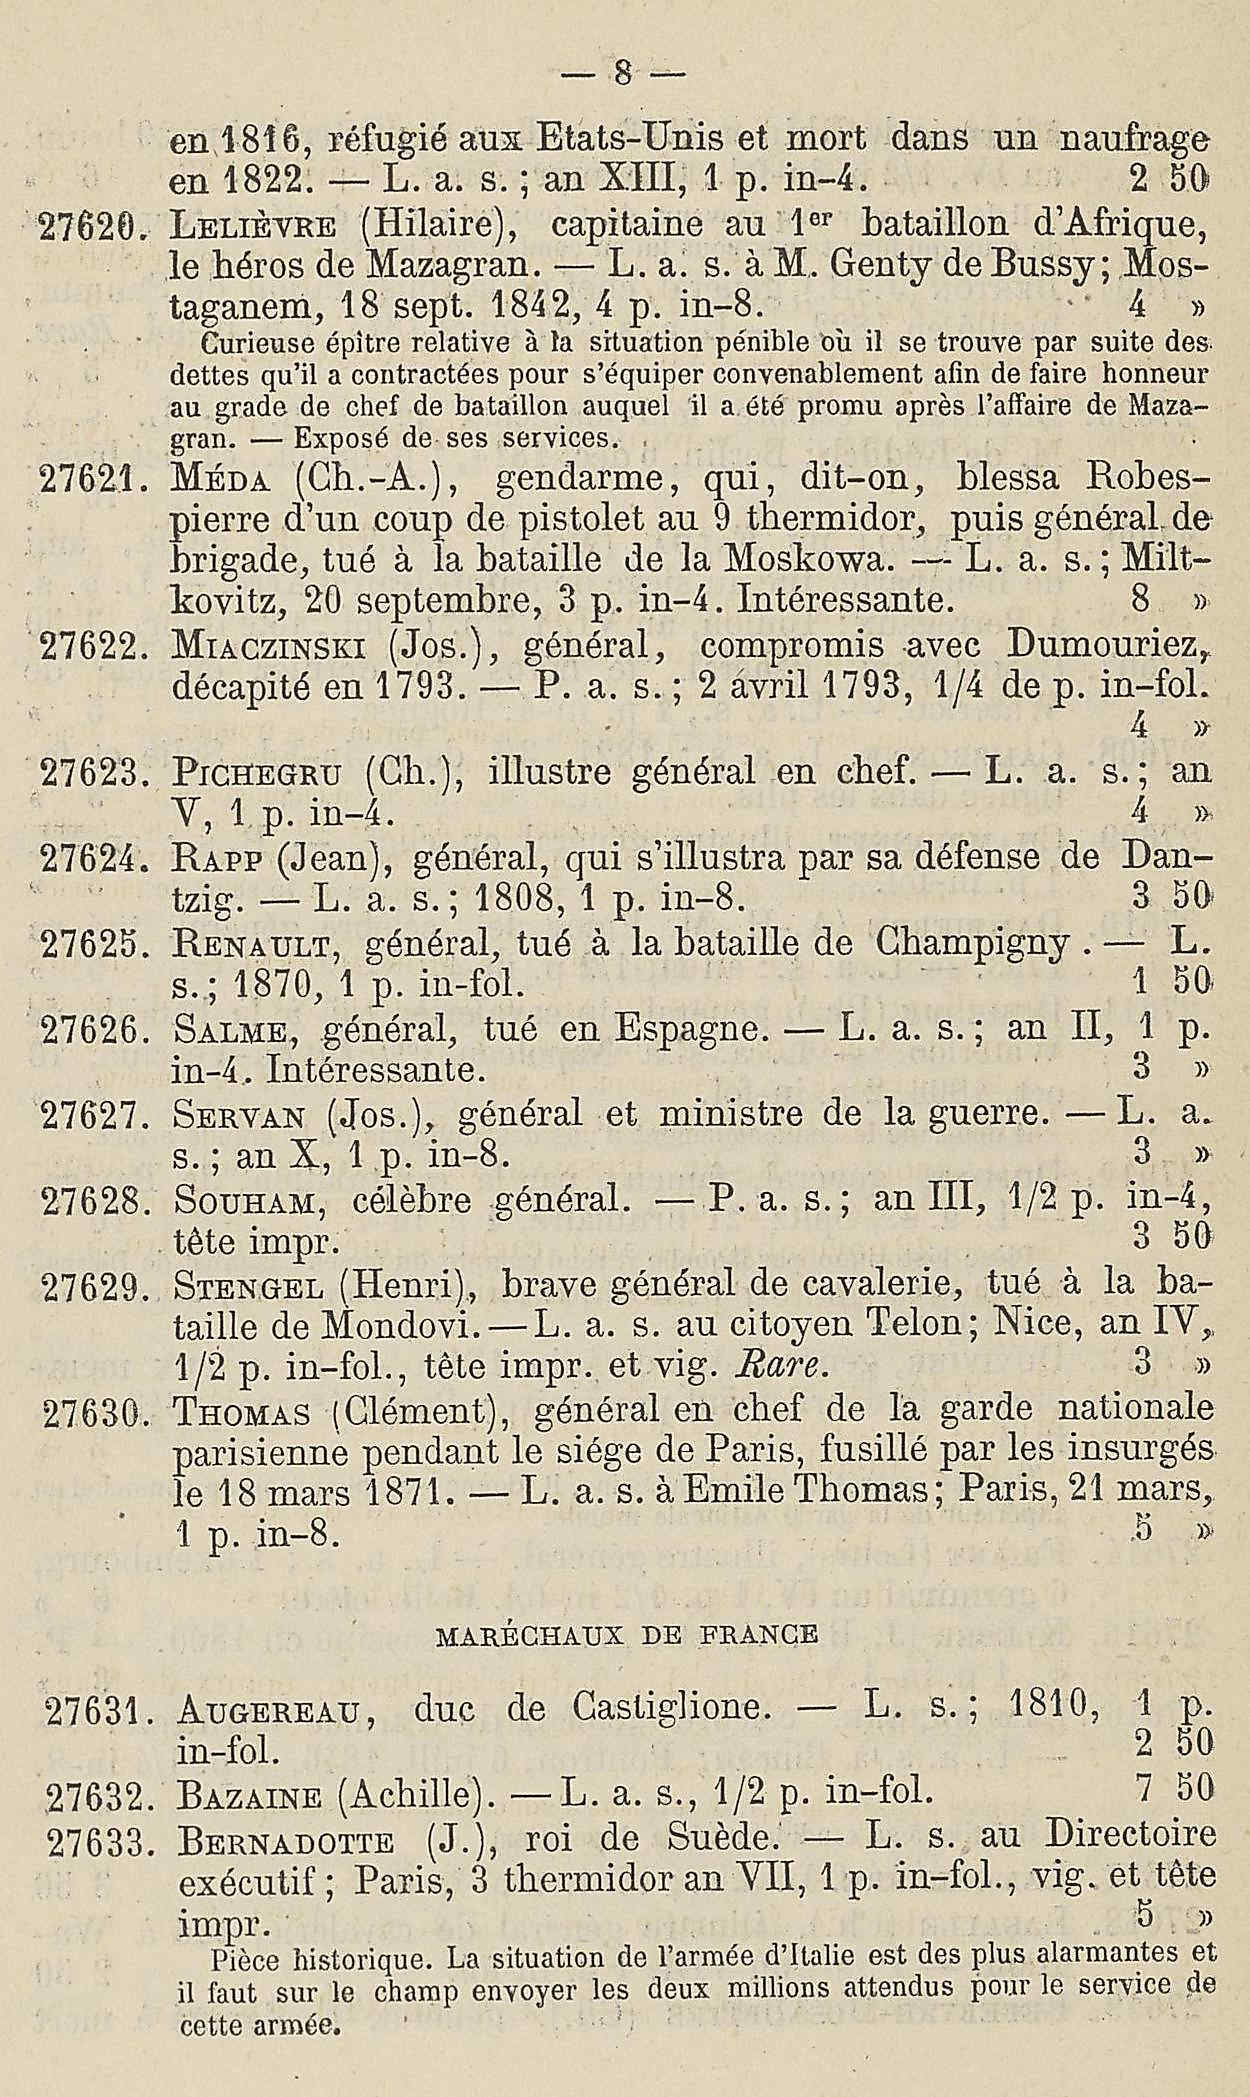 — 8 —
en 1816, réfugié aux Etats-Unis et mort dans un naufrage
en 1822. — L. a. s. ; an XIII, 1 p. in-4. 2 50
27620. LELIÈVRE (Hilaire), capitaine au 1er bataillon d'Afrique,
le héros de Mazagran. — L. a. s. à M. Genty de Bussy; Mos-
taganem, 18 sept. 1842, 4 p. in-8. 4 »
Curieuse épitre relative à la situation pénible où il se trouve par suite des
dettes qu'il a contractées pour s'équiper convenablement afin de faire honneur
au grade de chef de bataillon auquel il a été promu après l'affaire de Maza-
gran. — Exposé de ses services.
27621. MÉDA (Ch.-A.), gendarme, qui, dit-on, blessa Robes-
pierre d'un coup de pistolet au 9 thermidor, puis général de
brigade, tué à la bataille de la Moskowa. — L. a. s. ; Milt-
kovitz, 20 septembre, 3 p. in-4. Intéressante. 8 »
27622. MIACZINSKI (Jos.), général, compromis avec Dumouriez,
décapité en 1793. — P. a. s. ; 2 avril 1793, 1/4 de p. in-fol.
4 »
27623. PICHEGRU (Ch.), illustre général en chef. — L. a. s. ; an
V, 1 p. in-4. 4 »
27624. RAPP (Jean), général, qui s'illustra par sa défense de Dan-
tzig. — L. a. s. ; 1808, 1 p. in-8. 3 50
27625. RENAULT, général, tué à la bataille de Champigny . — L.
s. ; 1870, 1 p. in-fol. 1 50
27626. SALME, général, tué en Espagne. — L. a. s. ; an II, 1 p.
in-4. Intéressante. 3 »
27627. SERVAN (Jos.), général et ministre de la guerre. — L. a.
s. ; an X, 1 p. in-8. 3 »
27628. SOUHAM, célèbre général. — P. a. s. ; an III, 1/2 p. in-4,
tête impr. 3 50
27629. STENGEL (Henri), brave général de cavalerie, tué à la ba-
taille de Mondovi. — L. a. s. au citoyen Telon; Nice, an IV,
1/2 p. in-fol., tête impr. et vig. Rare. 3 »
27630. THOMAS (Clément), général en chef de la garde nationale
parisienne pendant le siége de Paris, fusillé par les insurgés
le 18 mars 1871. — L. a. s. à Emile Thomas; Paris, 21 mars,
1 p. in-8. 5 »
MARÉCHAUX DE FRANCE
27631. AUGEREAU, duc de Castiglione. — L. s. ; 1810, 1 p.
in-fol. 2 50
27632. BAZAINE (Achille). — L. a. s., 1/2 p. in-fol. 7 50
27633. BERNADOTTE (J.), roi de Suède. — L. s. au Directoire
exécutif ; Paris, 3 thermidor an VII, 1 p. in-fol., vig. et tête
impr. 5 »
Pièce historique. La situation de l'armée d'Italie est des plus alarmantes et
il faut sur le champ envoyer les deux millions attendus pour le service de
cette armée.